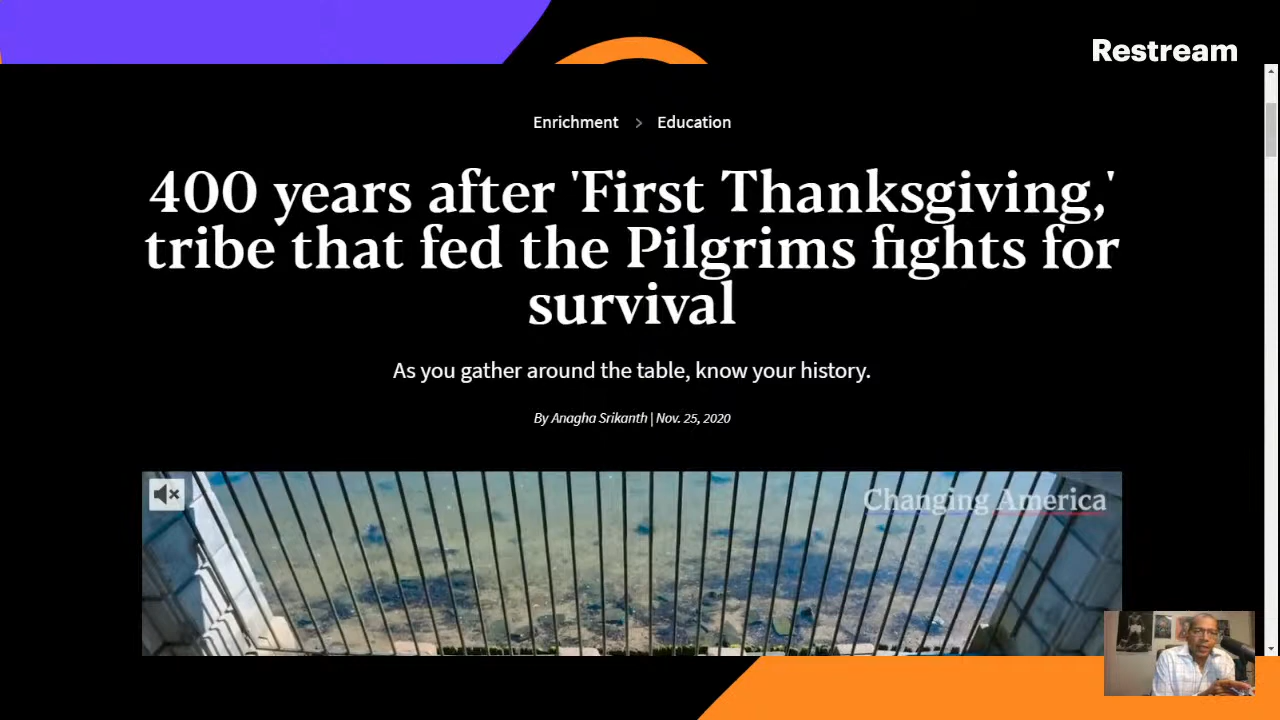 Restream
Enrichment > Education
400 years after 'First Thanksgiving,'
tribe that fed the Pilgrims fights for
survival
As you gather around the table, know your history.
By Anagha Srikanth | Nov. 25, 2020
Changing America